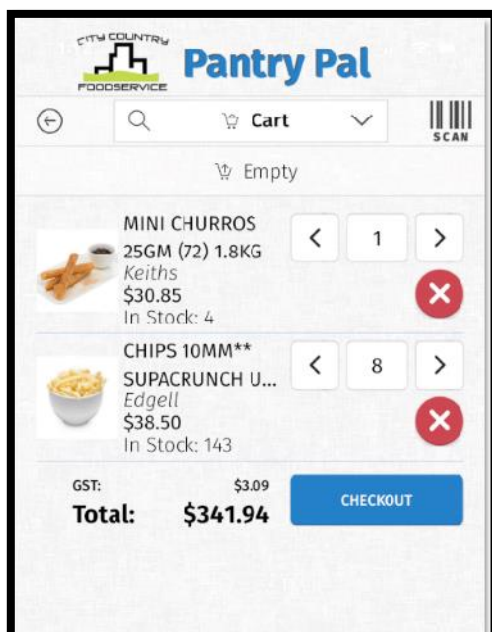 CITY COUNTRY
FOODSERVICE
Pantry Pal
Cart
SCAN
Empty
MINI CHURROS
25GM (72) 1.8KG
Keiths
$30.85
In Stock: 4
1
CHIPS 10MM**
SUPACRUNCH U...
Edgell
$38.50
In Stock: 143
8
GST: $3.09
Total: $341.94
CHECKOUT